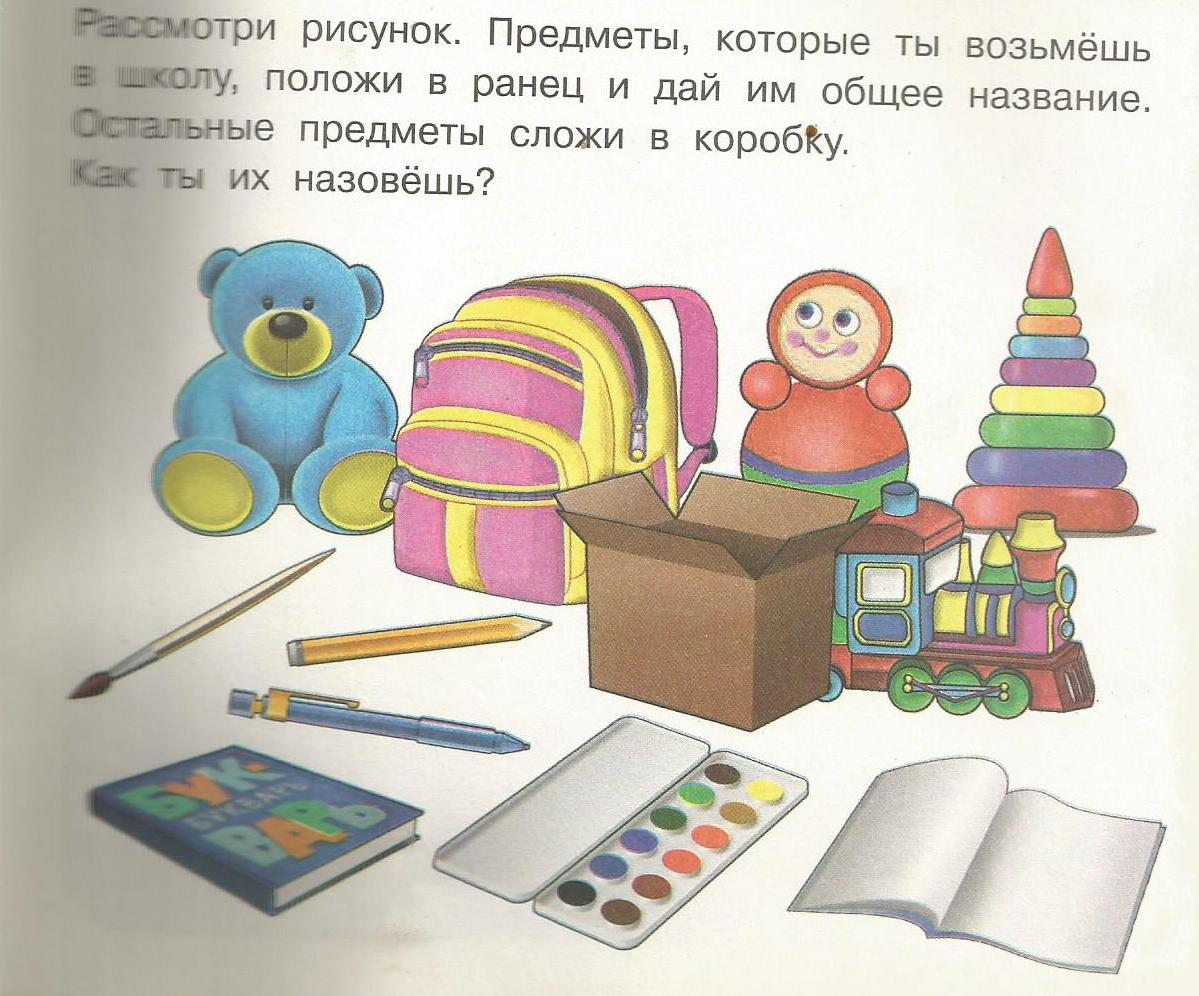 Рассмотри рисунок. Предметы, которые ты возьмёшь
в школу, положи в ранец и дай им общее название.
Остальные предметы сложи в коробку.
Как ты их назовёшь?
БУК-
БУКВАРЬ
ВАРЬ